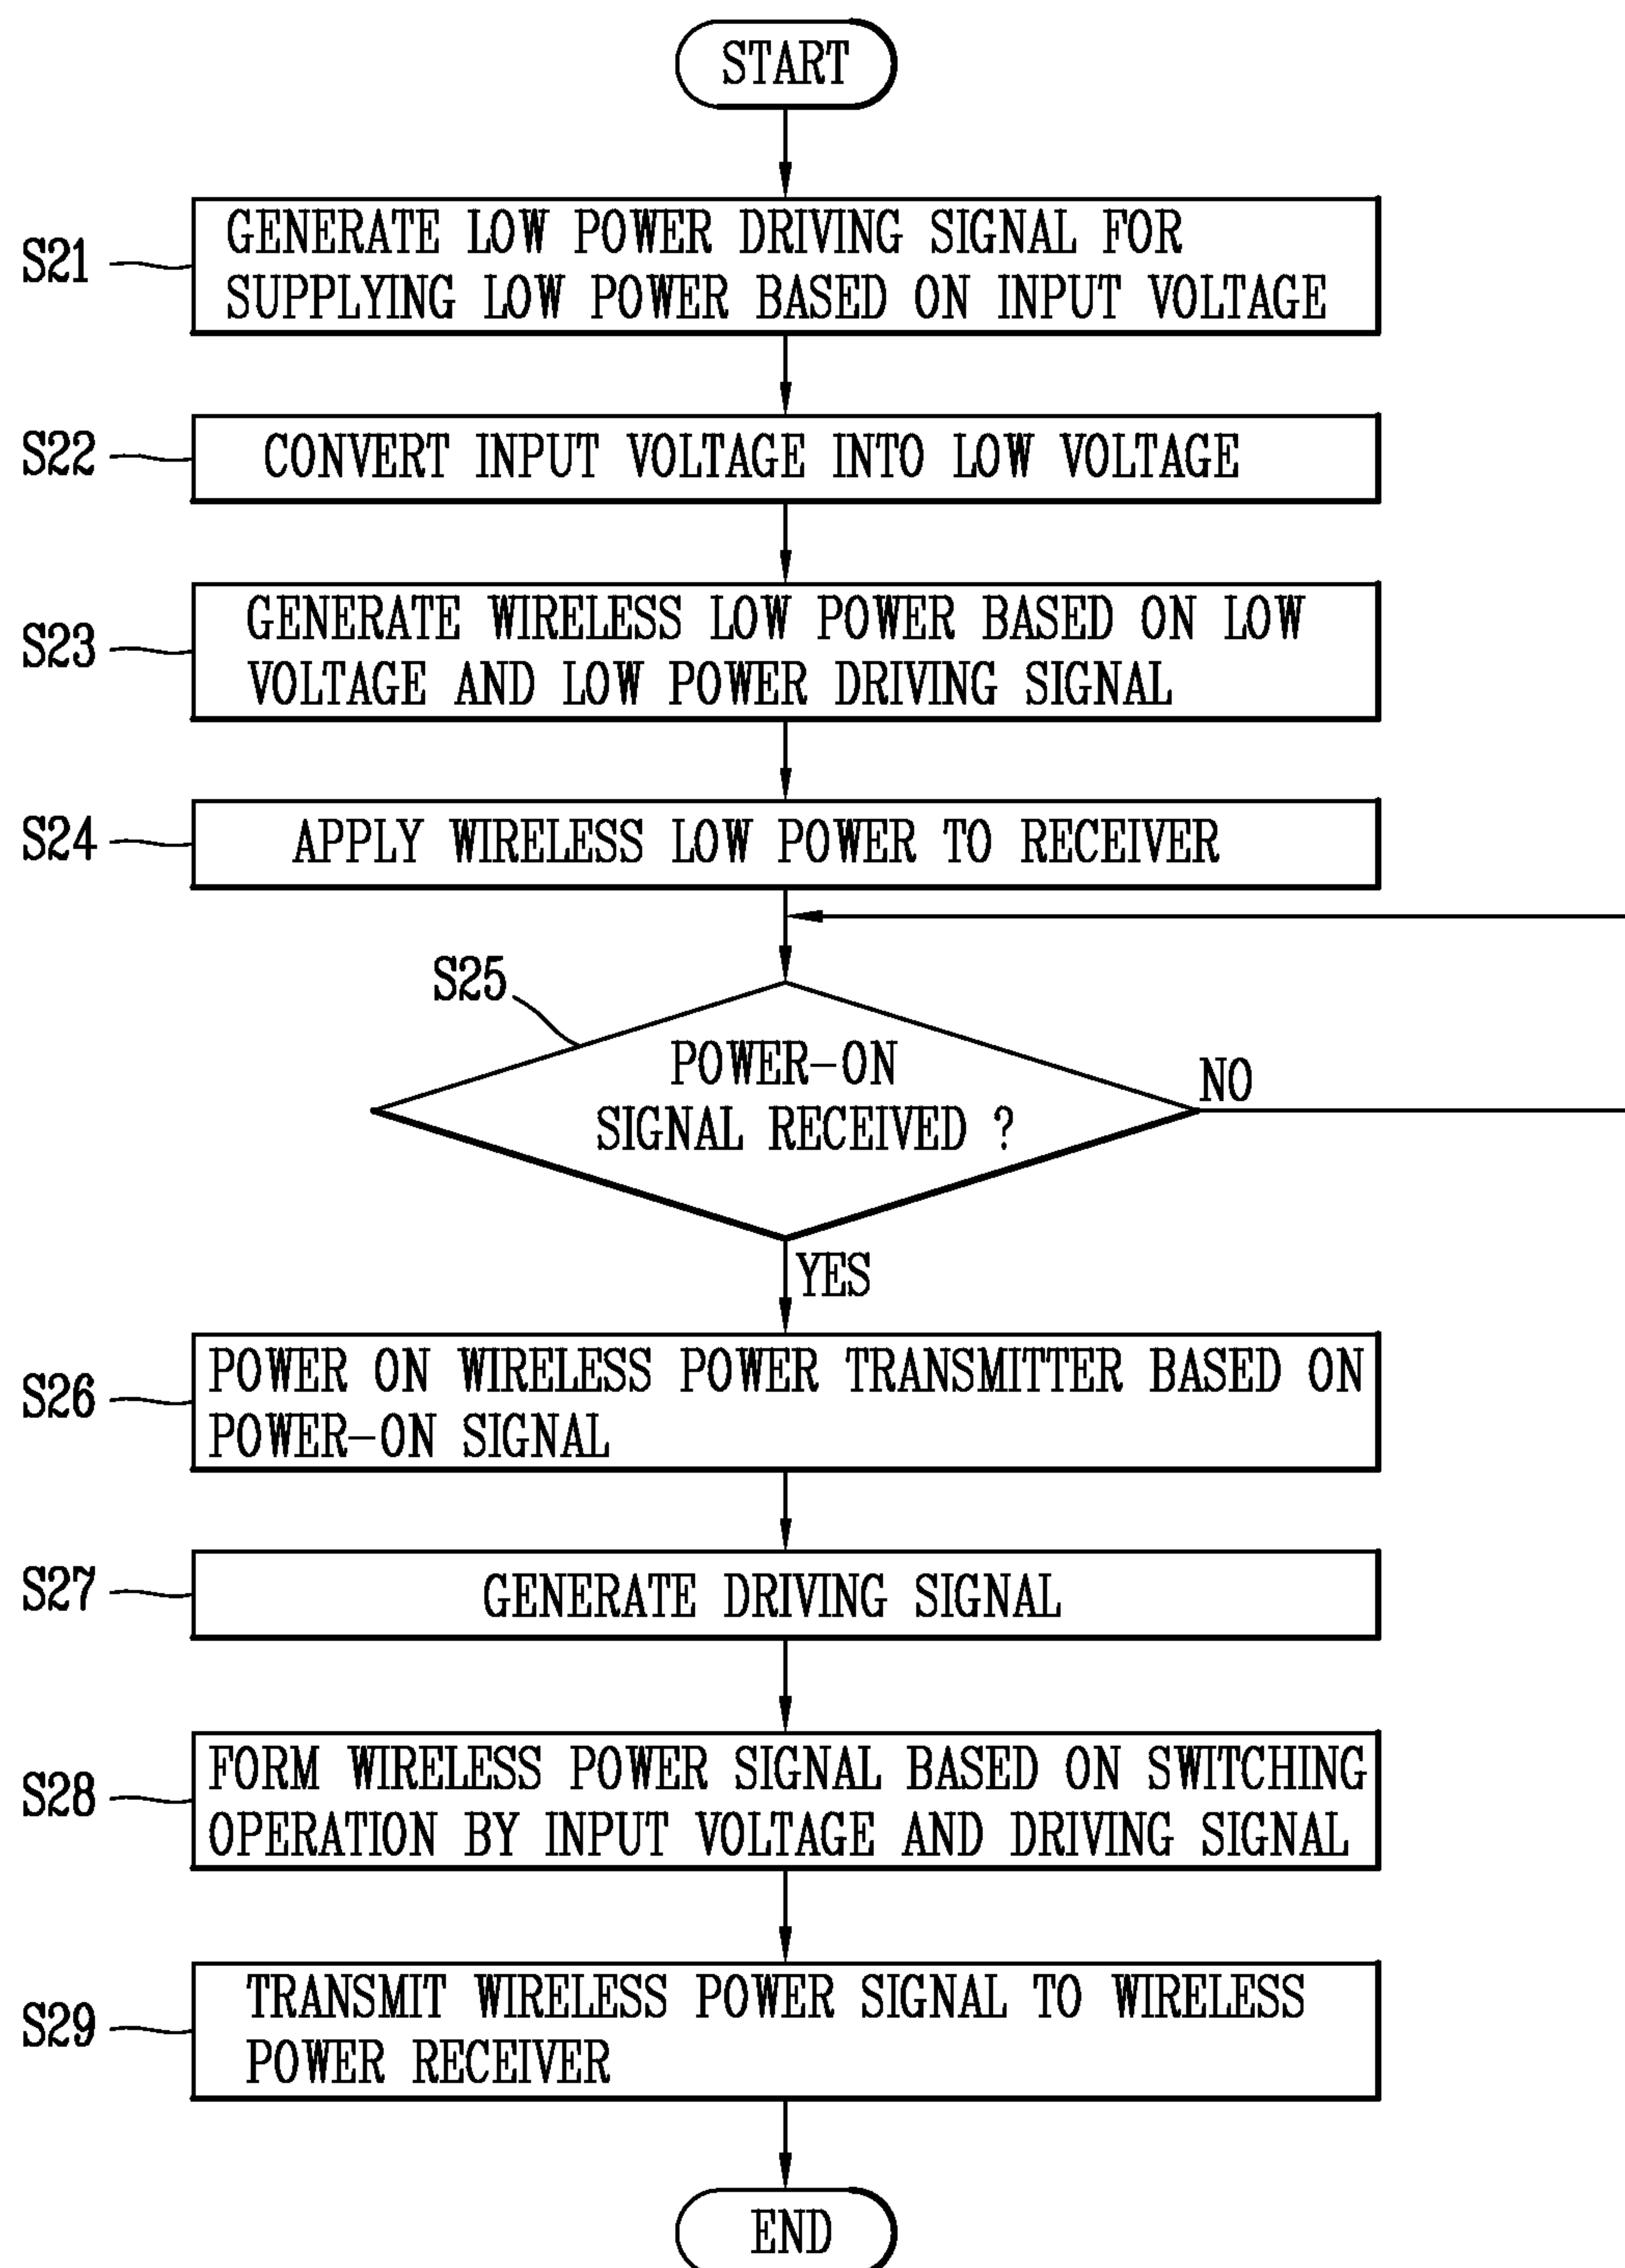 START
S21
GENERATE LOW POWER DRIVING SIGNAL FOR
SUPPLYING LOW POWER BASED ON INPUT VOLTAGE
S22
CONVERT INPUT VOLTAGE INTO LOW VOLTAGE
S23
GENERATE WIRELESS LOW POWER BASED ON LOW
VOLTAGE AND LOW POWER DRIVING SIGNAL
S24
APPLY WIRELESS LOW POWER TO RECEIVER
S25
POWER-ON
SIGNAL RECEIVED ?
NO
YES
S26
POWER ON WIRELESS POWER TRANSMITTER BASED ON
POWER-ON SIGNAL
S27
GENERATE DRIVING SIGNAL
S28
FORM WIRELESS POWER SIGNAL BASED ON SWITCHING
OPERATION BY INPUT VOLTAGE AND DRIVING SIGNAL
S29
TRANSMIT WIRELESS POWER SIGNAL TO WIRELESS
POWER RECEIVER
END